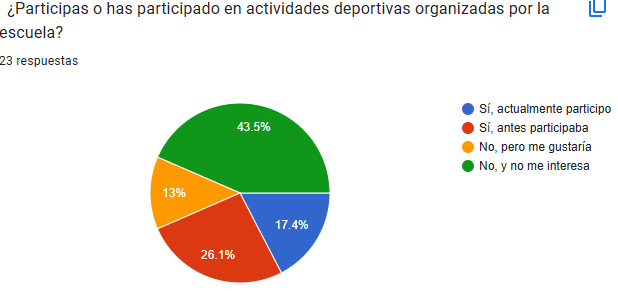 ¿Participas o has participado en actividades deportivas organizadas por la
escuela?
23 respuestas
43.5%
13%
26.1%
17.4%
Sí, actualmente participo
Sí, antes participaba
No, pero me gustaría
No, y no me interesa